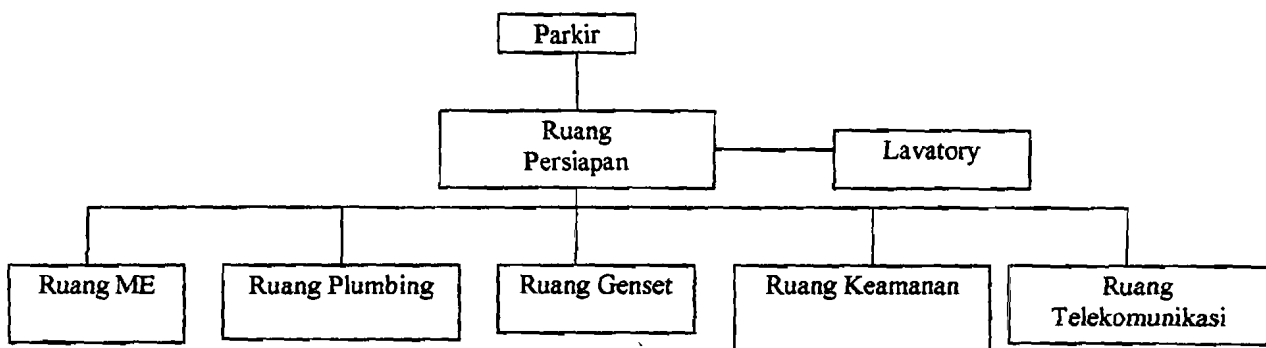 Parkir
Ruang
Persiapan
Lavatory
Ruang ME
Ruang Plumbing
Ruang Genset
Ruang Keamanan
Ruang
Telekomunikasi